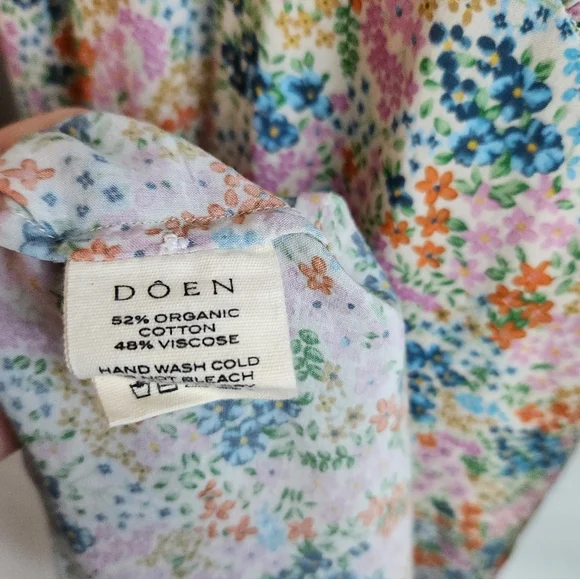 DÔEN
52% ORGANIC
COTTON
48% VISCOSE
HAND WASH COLD
NOT BLEACH